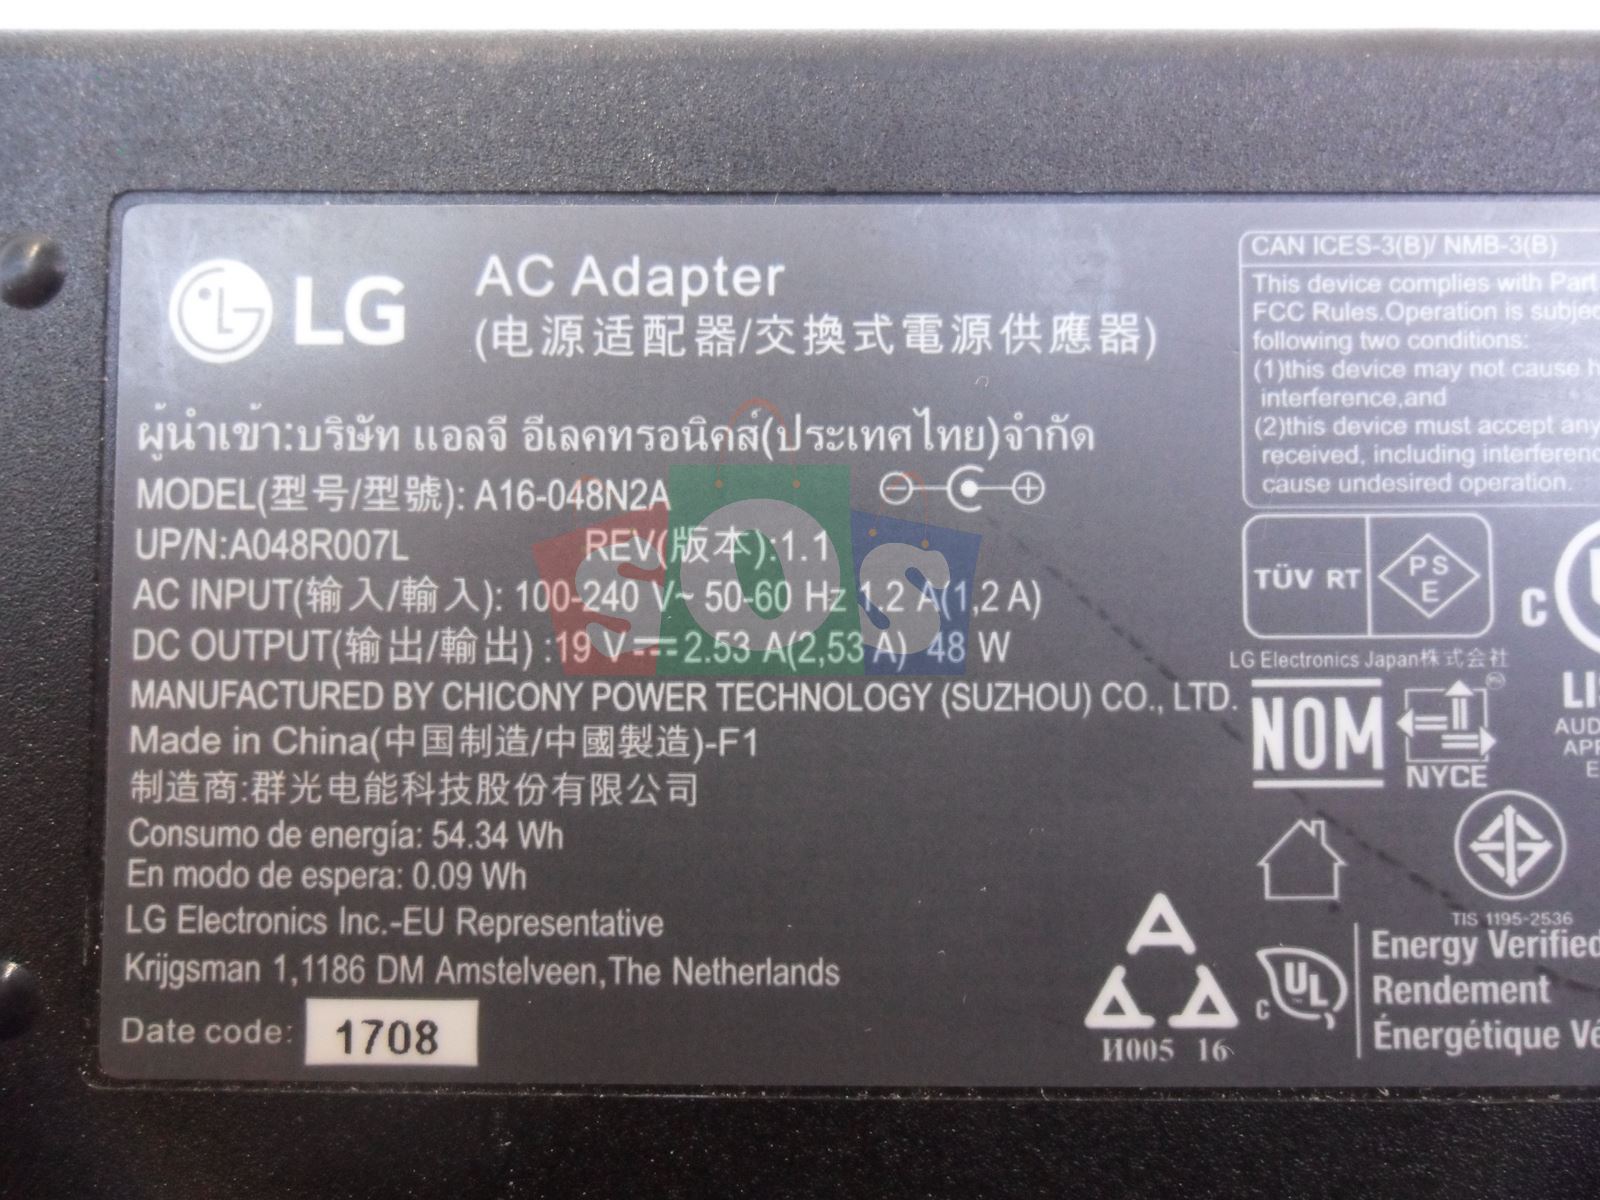 LG
AC Adapter
(电源适配器/交換式電源供應器)
ผู้นำเข้า:บริษัท แอลจี อีเลคทรอนิคส์(ประเทศไทย)จำกัด
MODEL(型号/型號): A16-048N2A
UP/N:A048R007L REV(版本):1.1
AC INPUT(输入/輸入): 100-240 V~ 50-60 Hz 1.2 A(1,2 A)
DC OUTPUT(输出/輸出) :19 V⎓2.53 A(2,53 A) 48 W
MANUFACTURED BY CHICONY POWER TECHNOLOGY (SUZHOU) CO., LTD.
Made in China(中国制造/中國製造)-F1
制造商:群光电能科技股份有限公司
Consumo de energía: 54.34 Wh
En modo de espera: 0.09 Wh
LG Electronics Inc.-EU Representative
Krijgsman 1,1186 DM Amstelveen,The Netherlands
Date code: 1708
SOS
CAN ICES-3(B)/ NMB-3(B)
This device complies with Part
FCC Rules.Operation is
following two conditions:
(1)this device may not cause
interference,and
(2)this device must accept any
received, including
cause undesired operation.
TÜV RT
PSE
LG Electronics Japan株式会社
NOM
NYCE
C
TIS 1195-2536
И005 16
c UL
Energy Verified
Rendement
Énergétique